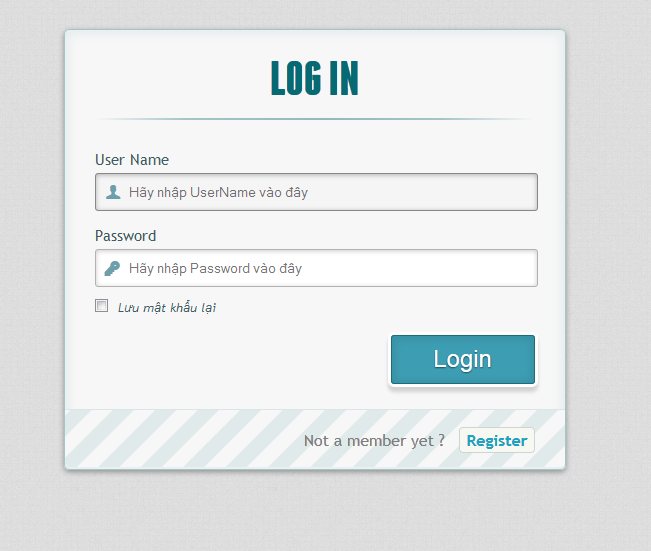 LOG IN
User Name
Hãy nhập UserName vào đây
Password
Hãy nhập Password vào đây
Lưu mật khẩu lại
Login
Not a member yet ? Register